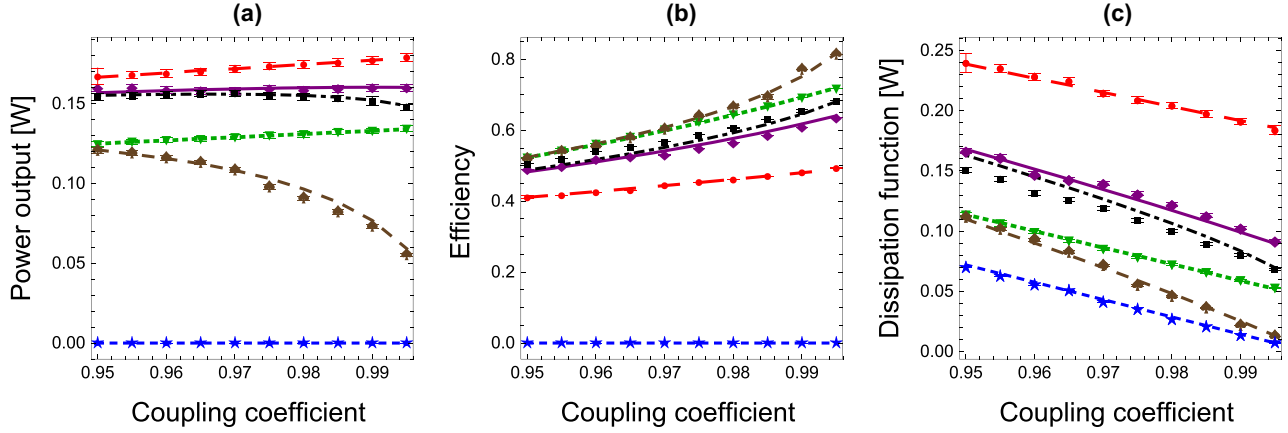 (a)
Power output [W]
0.15
0.10
0.05
0.00
0.95 0.96 0.97 0.98 0.99
Coupling coefficient
(b)
Efficiency
0.8
0.6
0.4
0.2
0.0
0.95 0.96 0.97 0.98 0.99
Coupling coefficient
(c)
Dissipation function [W]
0.25
0.20
0.15
0.10
0.05
0.00
0.95 0.96 0.97 0.98 0.99
Coupling coefficient